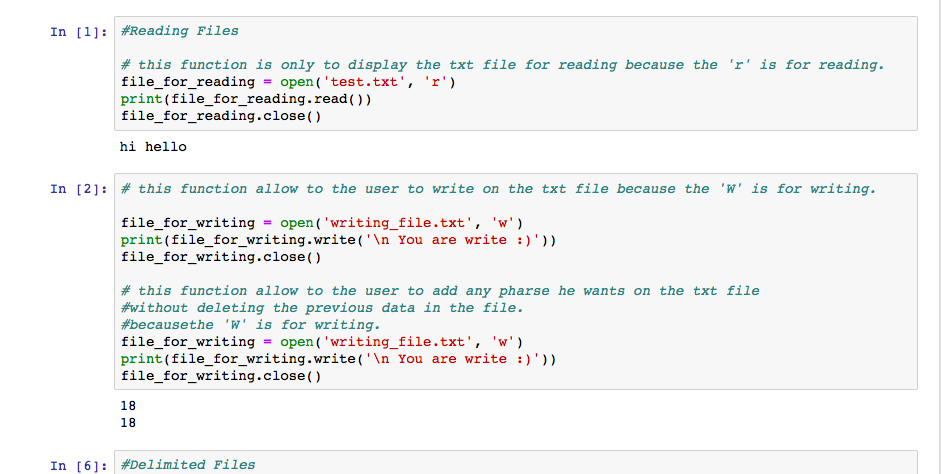 In [1]: #Reading Files
# this function is only to display the txt file for reading because the 'r' is for reading.
file_for_reading = open('test.txt', 'r')
print(file_for_reading.read())
file_for_reading.close()
hi hello
In [2]: # this function allow to the user to write on the txt file because the 'W' is for writing.
file_for_writing = open('writing_file.txt', 'w')
print(file_for_writing.write('\n You are write :)'))
file_for_writing.close()
# this function allow to the user to add any pharse he wants on the txt file
#without deleting the previous data in the file.
#becausethe 'W' is for writing.
file_for_writing = open('writing_file.txt', 'w')
print(file_for_writing.write('\n You are write :)'))
file_for_writing.close()
18
18
In [6]: #Delimited Files